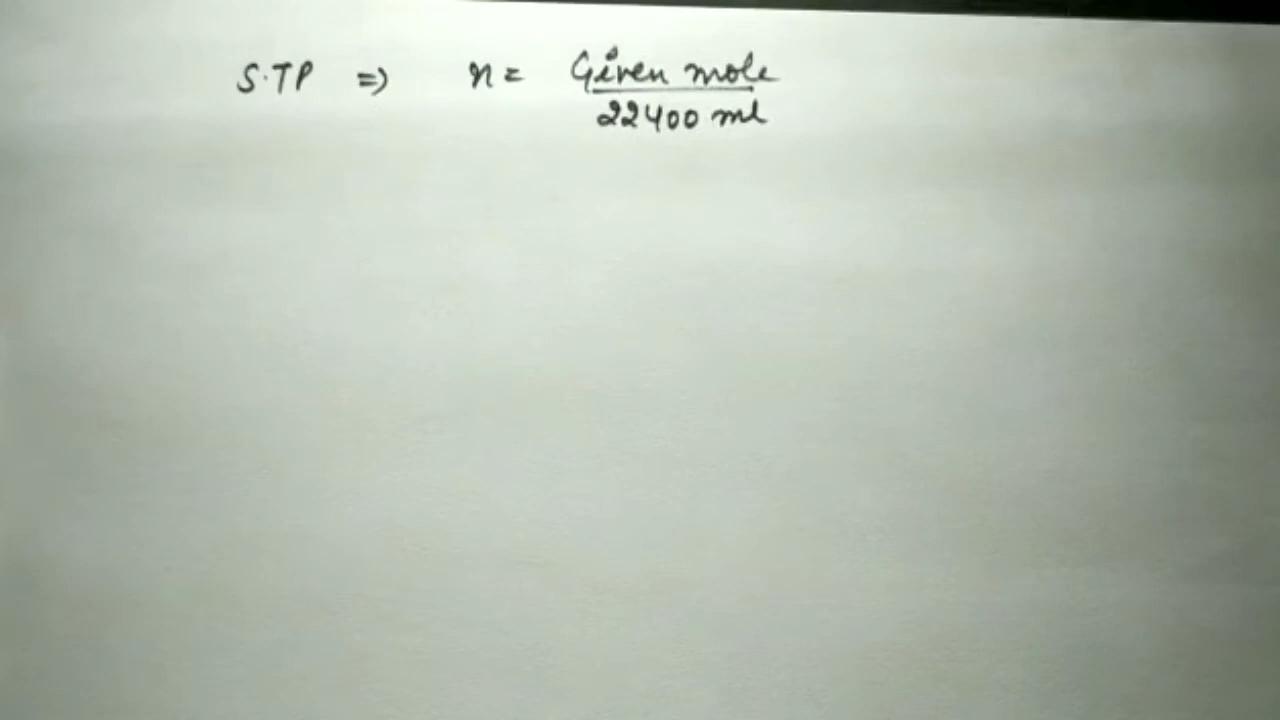 S.TP => n = Given mole
22400 ml